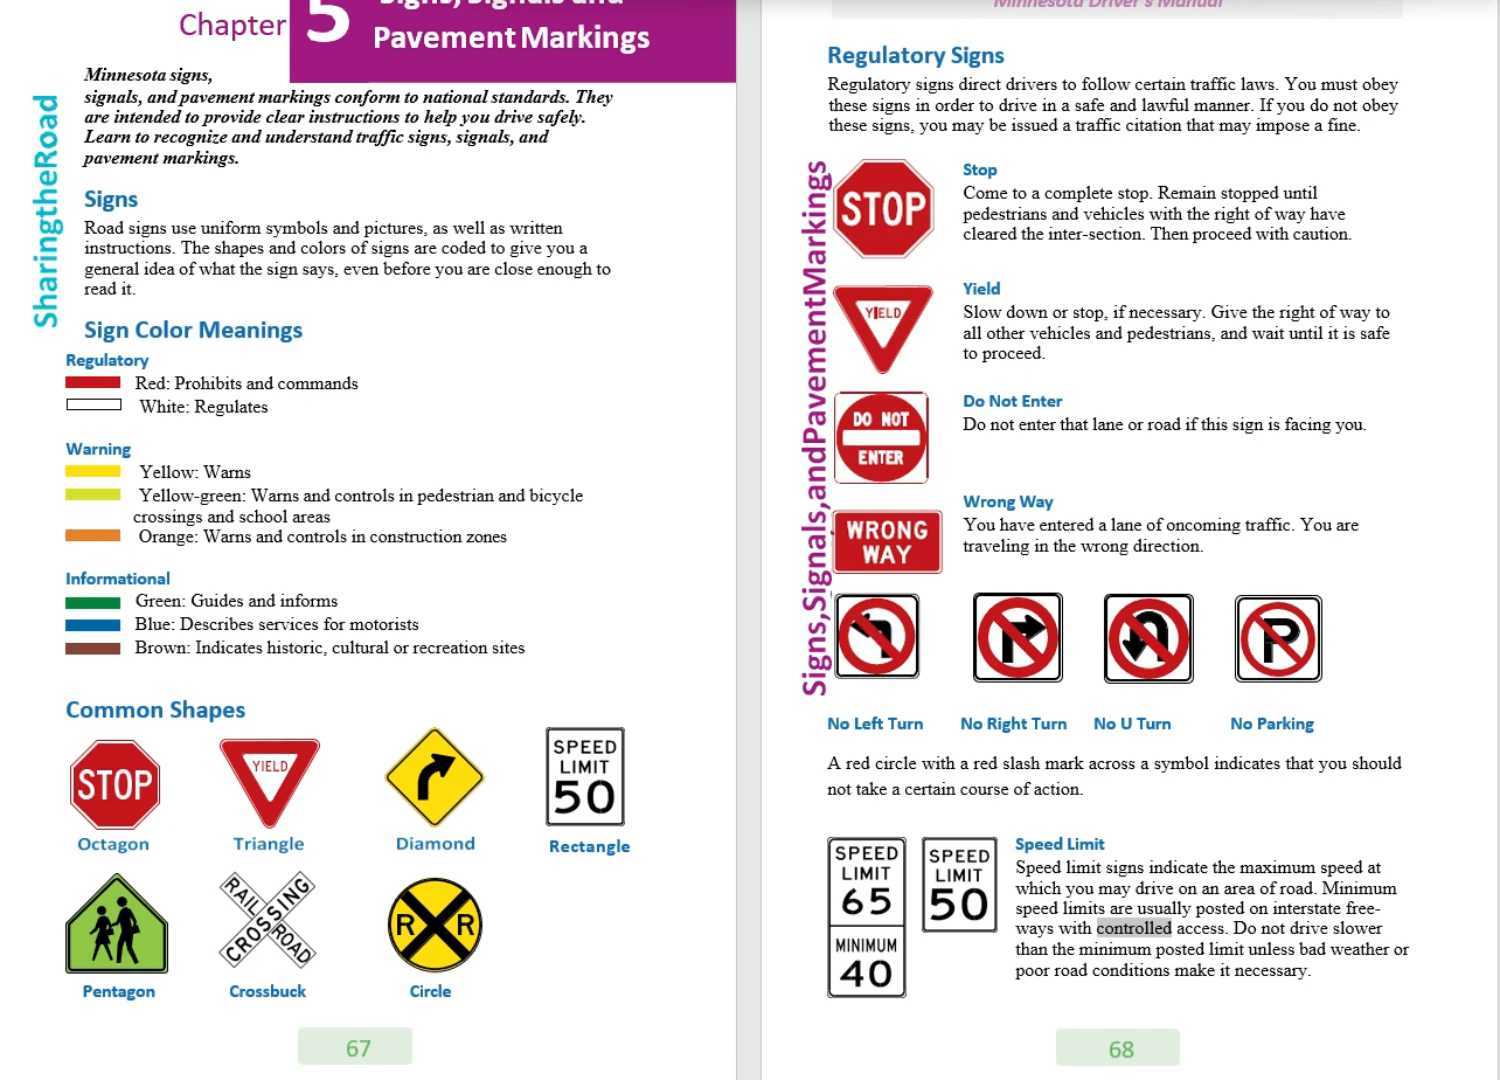 Chapter 5 Signs, Signals and
Pavement Markings
Minnesota signs,
signals, and pavement markings conform to national standards. They
are intended to provide clear instructions to help you drive safely.
Learn to recognize and understand traffic signs, signals, and
pavement markings.
SharingtheRoad
Signs
Road signs use uniform symbols and pictures, as well as written
instructions. The shapes and colors of signs are coded to give you a
general idea of what the sign says, even before you are close enough to
read it.
Sign Color Meanings
Regulatory
Red: Prohibits and commands
White: Regulates
Warning
Yellow: Warns
Yellow-green: Warns and controls in pedestrian and bicycle
crossings and school areas
Orange: Warns and controls in construction zones
Informational
Green: Guides and informs
Blue: Describes services for motorists
Brown: Indicates historic, cultural or recreation sites
Common Shapes
STOP
YIELD
SPEED
LIMIT
50
Octagon
Triangle
Diamond
Rectangle
RAILROAD
CROSSING
R R
Pentagon
Crossbuck
Circle
67
Minnesota Driver's Manual
Regulatory Signs
Regulatory signs direct drivers to follow certain traffic laws. You must obey
these signs in order to drive in a safe and lawful manner. If you do not obey
these signs, you may be issued a traffic citation that may impose a fine.
Signs,Signals,andPavementMarkings
STOP
Stop
Come to a complete stop. Remain stopped until
pedestrians and vehicles with the right of way have
cleared the inter-section. Then proceed with caution.
YIELD
Yield
Slow down or stop, if necessary. Give the right of way to
all other vehicles and pedestrians, and wait until it is safe
to proceed.
DO NOT
ENTER
Do Not Enter
Do not enter that lane or road if this sign is facing you.
WRONG
WAY
Wrong Way
You have entered a lane of oncoming traffic. You are
traveling in the wrong direction.
P
No Left Turn
No Right Turn
No U Turn
No Parking
A red circle with a red slash mark across a symbol indicates that you should
not take a certain course of action.
SPEED
LIMIT
65
MINIMUM
40
SPEED
LIMIT
50
Speed Limit
Speed limit signs indicate the maximum speed at
which you may drive on an area of road. Minimum
speed limits are usually posted on interstate free-
ways with controlled access. Do not drive slower
than the minimum posted limit unless bad weather or
poor road conditions make it necessary.
68